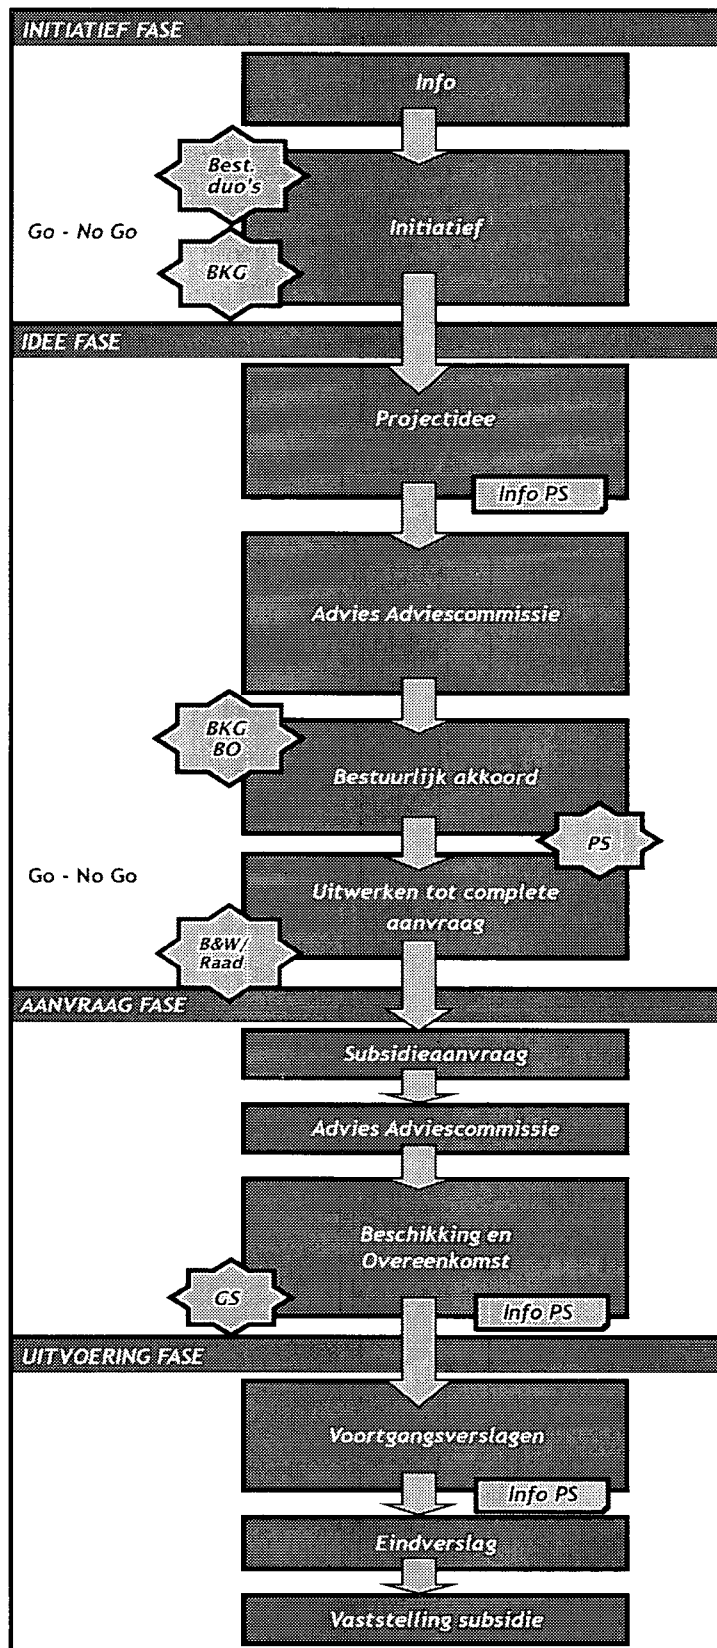 INITIATIEF FASE
Info
Best.
duo's
Go - No Go
Initiatief
BKG
IDEE FASE
Projectidee
Info PS
Advies Adviescommissie
BKG
BO
Bestuurlijk akkoord
PS
Go - No Go
Uitwerken tot complete
aanvraag
B&W/
Raad
AANVRAAG FASE
Subsidieaanvraag
Advies Adviescommissie
Beschikking en
Overeenkomst
GS
Info PS
UITVOERING FASE
Voortgangsverslagen
Info PS
Eindverslag
Vaststelling subsidie